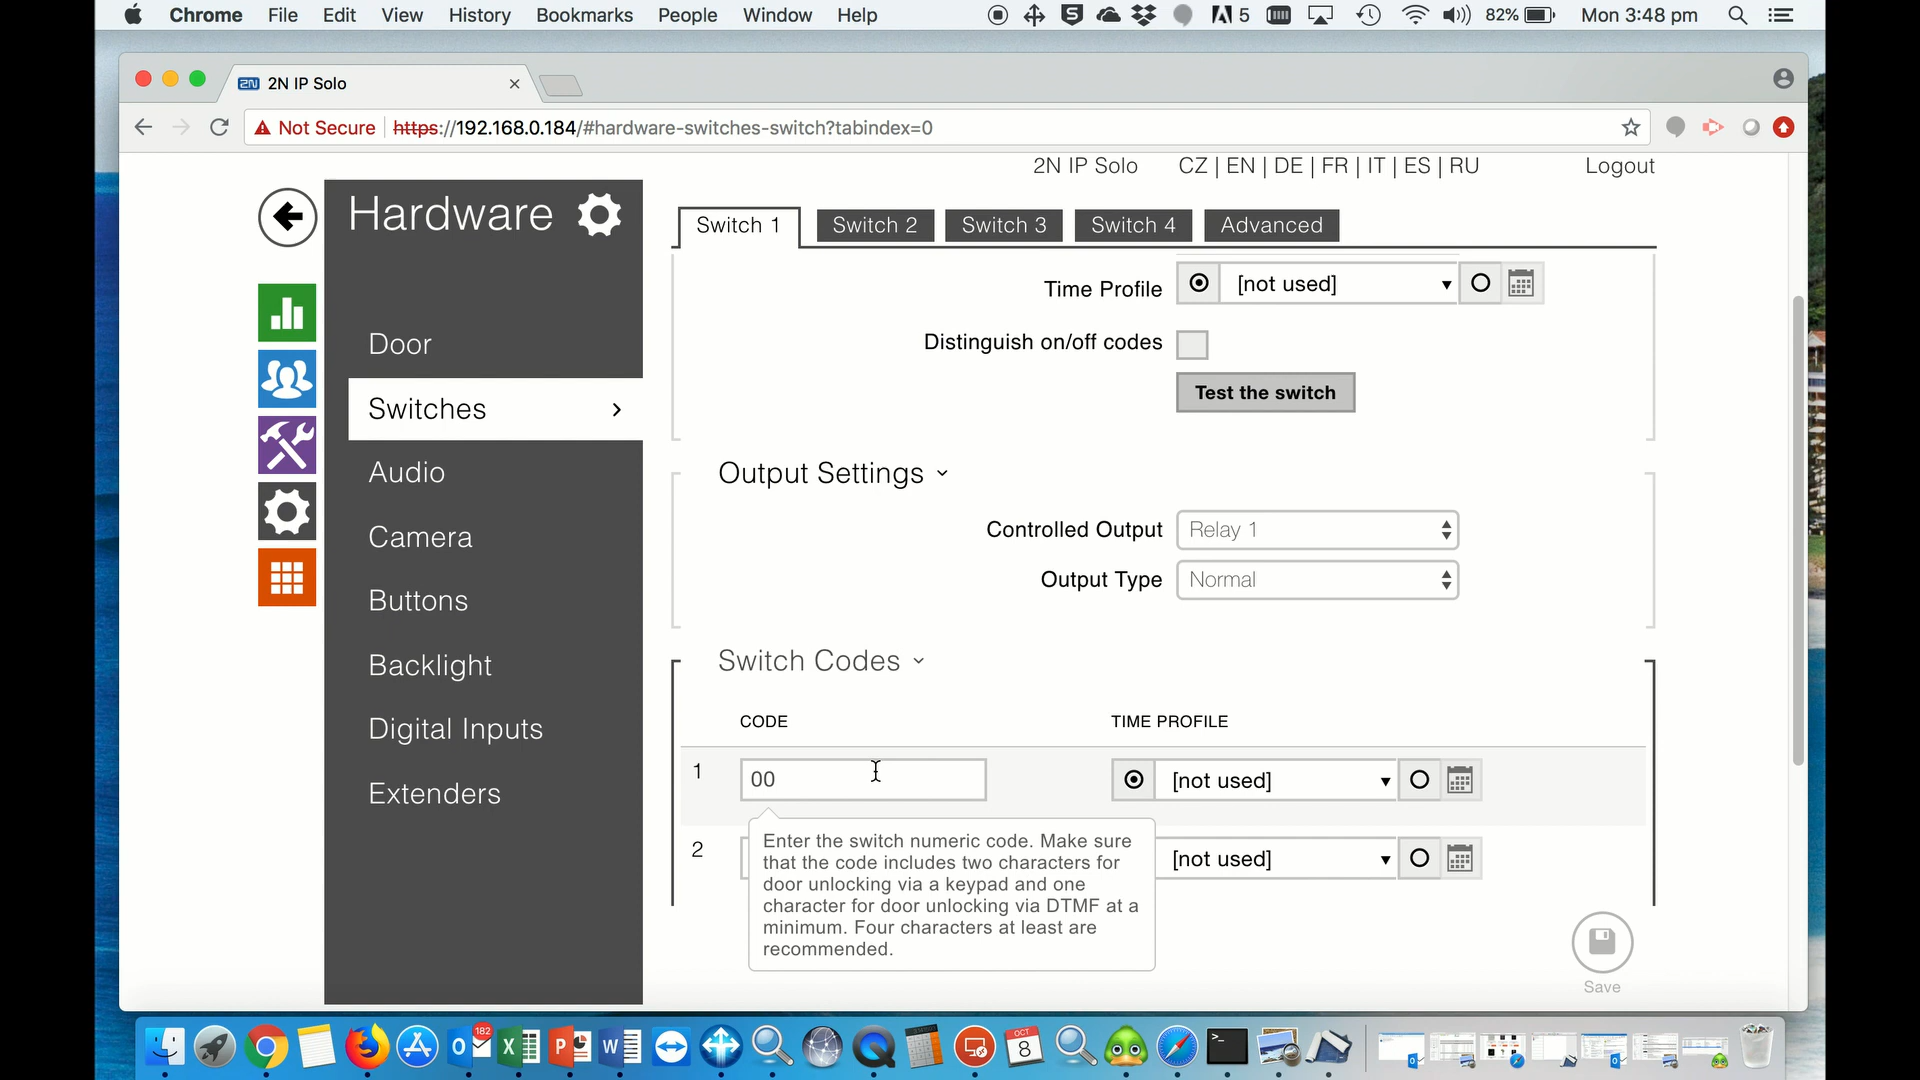 Chrome File Edit View History Bookmarks People Window Help 5 82% Mon 3:48 pm
2N 2N IP Solo
Not Secure https://192.168.0.184/#hardware-switches-switch?tabindex=0
2N IP Solo CZ | EN | DE | FR | IT | ES | RU Logout
Hardware
Switch 1 Switch 2 Switch 3 Switch 4 Advanced
Time Profile [not used]
Distinguish on/off codes
Test the switch
Door
Switches
Audio
Camera
Buttons
Backlight
Digital Inputs
Extenders
Output Settings
Controlled Output Relay 1
Output Type Normal
Switch Codes
CODE TIME PROFILE
1 00 [not used]
2 [not used]
Enter the switch numeric code. Make sure
that the code includes two characters for
door unlocking via a keypad and one
character for door unlocking via DTMF at a
minimum. Four characters at least are
recommended.
Save
182
OCT
8